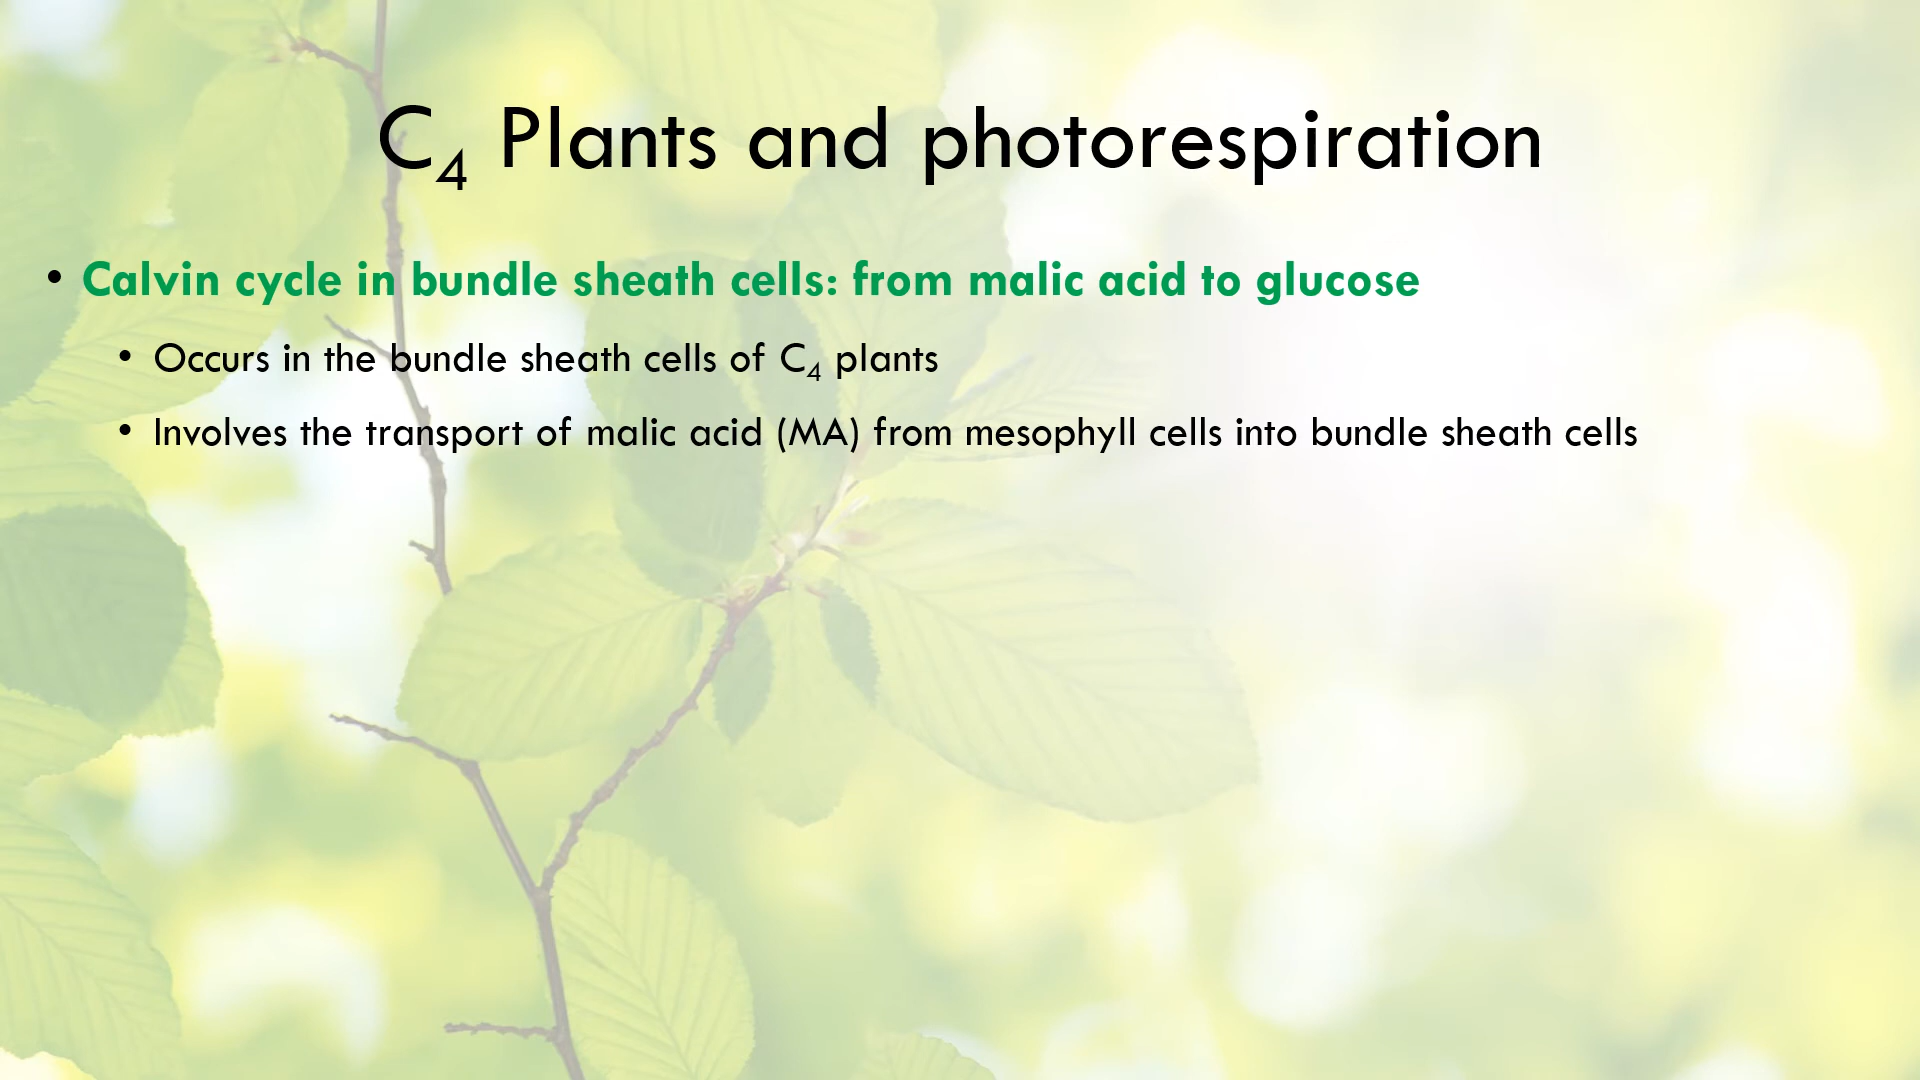 C₄ Plants and photorespiration
• Calvin cycle in bundle sheath cells: from malic acid to glucose
• Occurs in the bundle sheath cells of C₄ plants
• Involves the transport of malic acid (MA) from mesophyll cells into bundle sheath cells